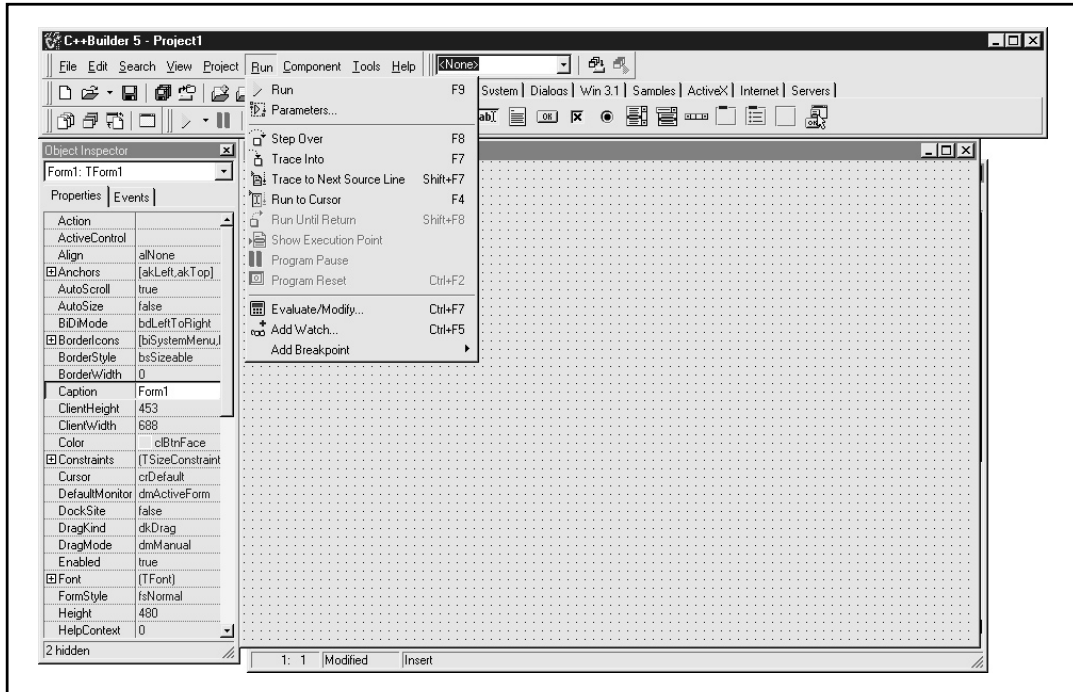 C++Builder 5 - Project1
File Edit Search View Project Run Component Tools Help <None>
System Dialogs Win 3.1 Samples ActiveX Internet Servers
Run F9
Parameters...
Step Over F8
Trace Into F7
Trace to Next Source Line Shift+F7
Run to Cursor F4
Run Until Return Shift+F8
Show Execution Point
Program Pause
Program Reset Ctrl+F2
Evaluate/Modify... Ctrl+F7
Add Watch... Ctrl+F5
Add Breakpoint
Object Inspector
Form1: TForm1
Properties Events
Action
ActiveControl
Align alNone
Anchors [akLeft,akTop]
AutoScroll true
AutoSize false
BiDiMode bdLeftToRight
BorderIcons [biSystemMenu,
BorderStyle bsSizeable
BorderWidth 0
Caption Form1
ClientHeight 453
ClientWidth 688
Color clBtnFace
Constraints (TSizeConstraint
Cursor crDefault
DefaultMonitor dmActiveForm
DockSite false
DragKind dkDrag
DragMode dmManual
Enabled true
Font (TFont)
FormStyle fsNormal
Height 480
HelpContext 0
2 hidden
1: 1 Modified Insert